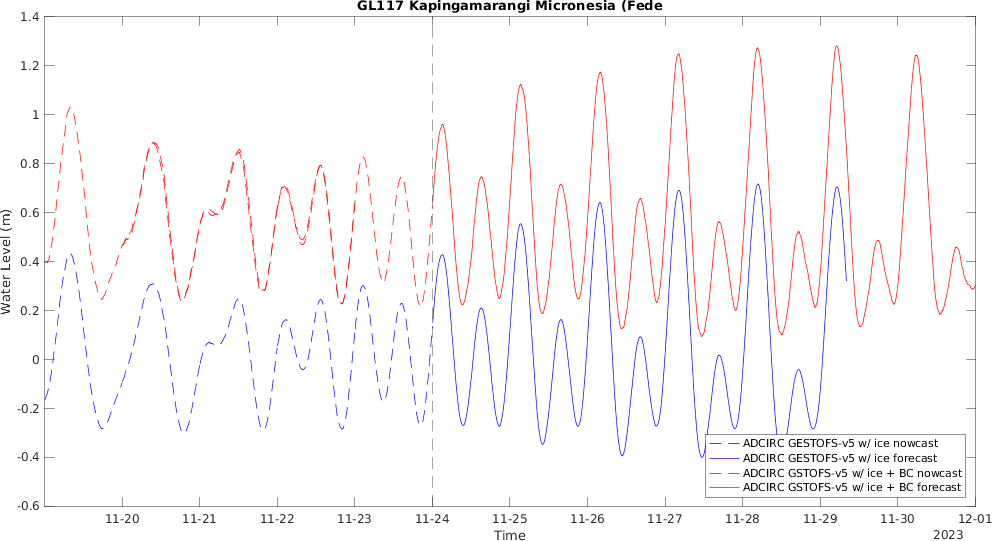 GL117 Kapingamarangi Micronesia (Fede
1.4
1.2
1
0.8
0.6
0.4
0.2
0
-0.2
-0.4
-0.6
Water Level (m)
ADCIRC GESTOFS-v5 w/ ice nowcast
ADCIRC GESTOFS-v5 w/ ice forecast
ADCIRC GSTOFS-v5 w/ ice + BC nowcast
ADCIRC GSTOFS-v5 w/ ice + BC forecast
11-20 11-21 11-22 11-23 11-24 11-25 11-26 11-27 11-28 11-29 11-30 12-01
Time
2023